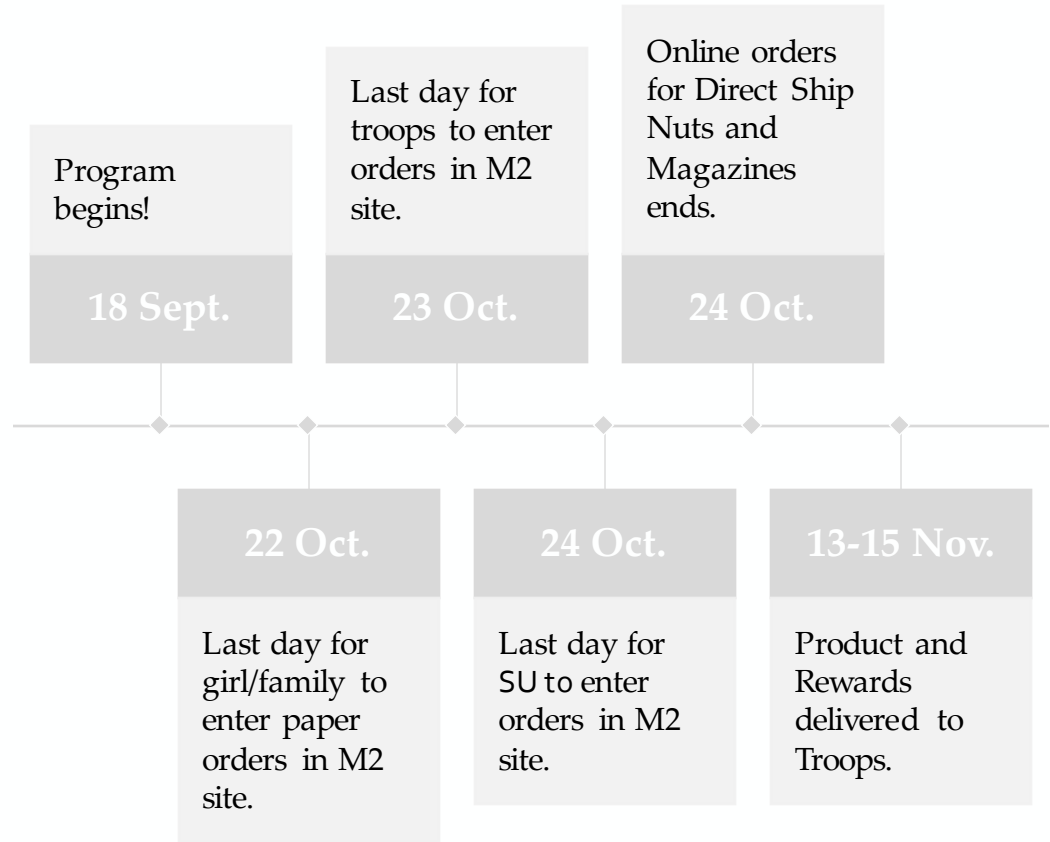 Program
begins!
18 Sept.
Last day for
troops to enter
orders in M2
site.
23 Oct.
Online orders
for Direct Ship
Nuts and
Magazines
ends.
24 Oct.
22 Oct.
Last day for
girl/family to
enter paper
orders in M2
site.
24 Oct.
Last day for
SU to enter
orders in M2
site.
13-15 Nov.
Product and
Rewards
delivered to
Troops.